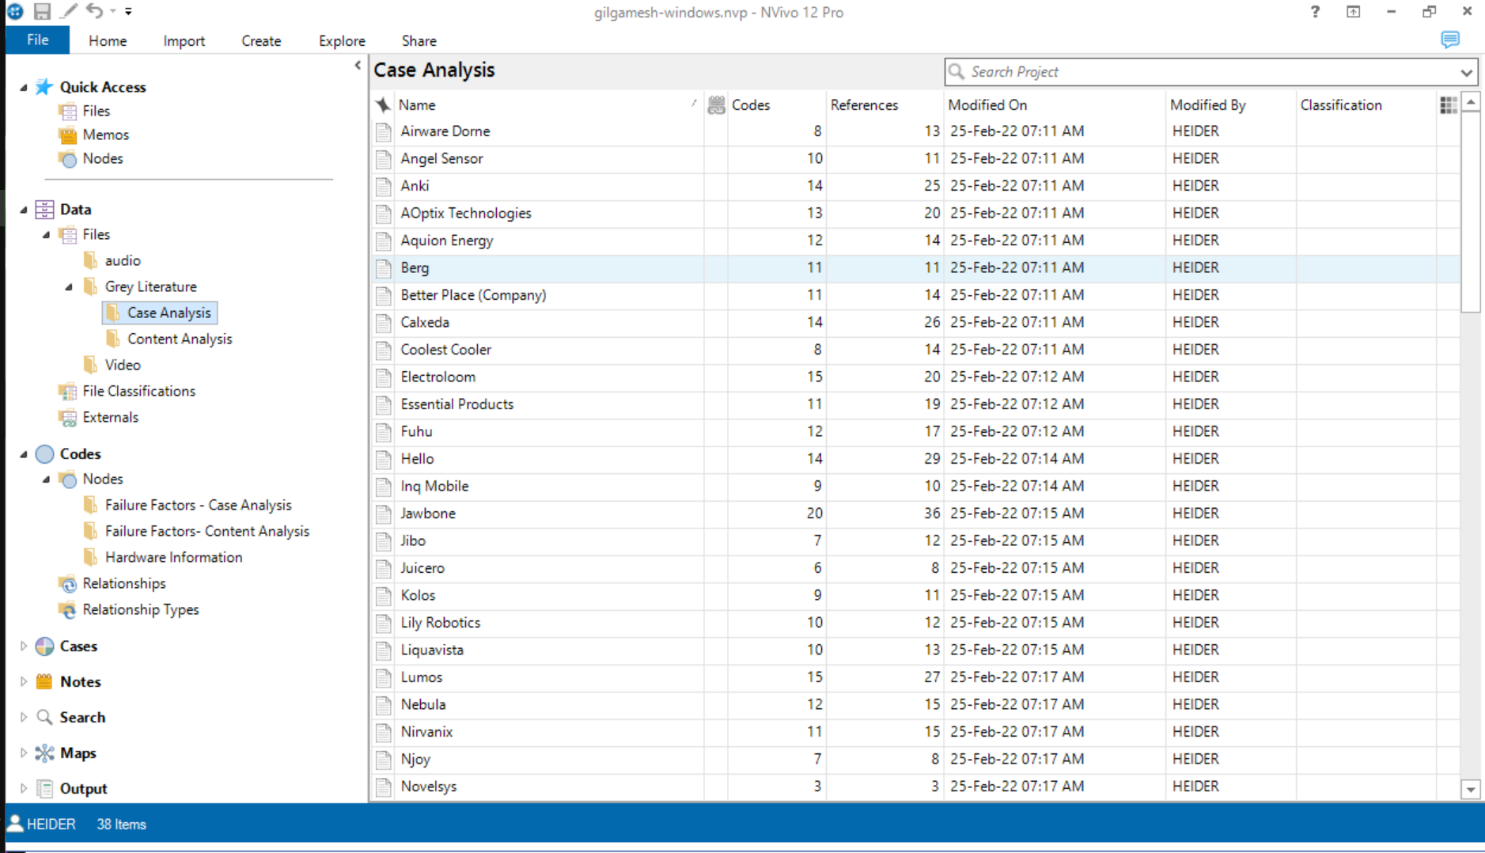 gilgamesh-windows.nvp - NVivo 12 Pro
?
File Home Import Create Explore Share
Quick Access
Files
Memos
Nodes
Data
Files
audio
Grey Literature
Case Analysis
Content Analysis
Video
File Classifications
Externals
Codes
Nodes
Failure Factors - Case Analysis
Failure Factors- Content Analysis
Hardware Information
Relationships
Relationship Types
Cases
Notes
Search
Maps
Output
Case Analysis
Search Project
Name Codes References Modified On Modified By Classification
Airware Dorne 8 13 25-Feb-22 07:11 AM HEIDER
Angel Sensor 10 11 25-Feb-22 07:11 AM HEIDER
Anki 14 25 25-Feb-22 07:11 AM HEIDER
AOptix Technologies 13 20 25-Feb-22 07:11 AM HEIDER
Aquion Energy 12 14 25-Feb-22 07:11 AM HEIDER
Berg 11 11 25-Feb-22 07:11 AM HEIDER
Better Place (Company) 11 14 25-Feb-22 07:11 AM HEIDER
Calxeda 14 26 25-Feb-22 07:11 AM HEIDER
Coolest Cooler 8 14 25-Feb-22 07:11 AM HEIDER
Electroloom 15 20 25-Feb-22 07:12 AM HEIDER
Essential Products 11 19 25-Feb-22 07:12 AM HEIDER
Fuhu 12 17 25-Feb-22 07:12 AM HEIDER
Hello 14 29 25-Feb-22 07:14 AM HEIDER
Inq Mobile 9 10 25-Feb-22 07:14 AM HEIDER
Jawbone 20 36 25-Feb-22 07:15 AM HEIDER
Jibo 7 12 25-Feb-22 07:15 AM HEIDER
Juicero 6 8 25-Feb-22 07:15 AM HEIDER
Kolos 9 11 25-Feb-22 07:15 AM HEIDER
Lily Robotics 10 12 25-Feb-22 07:15 AM HEIDER
Liquavista 10 13 25-Feb-22 07:15 AM HEIDER
Lumos 15 27 25-Feb-22 07:17 AM HEIDER
Nebula 12 15 25-Feb-22 07:17 AM HEIDER
Nirvanix 11 15 25-Feb-22 07:17 AM HEIDER
Njoy 7 8 25-Feb-22 07:17 AM HEIDER
Novelsys 3 3 25-Feb-22 07:17 AM HEIDER
HEIDER 38 Items